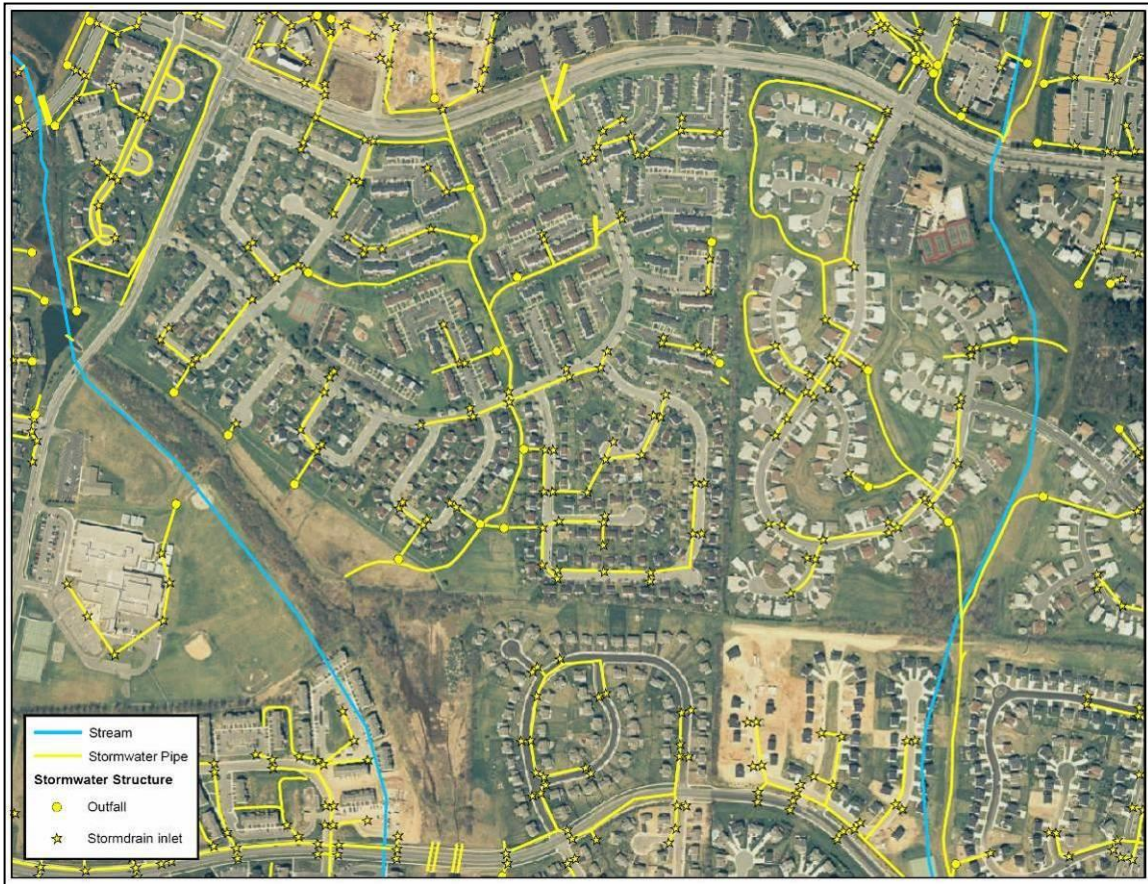 Stream
Stormwater Pipe
Stormwater Structure
Outfall
Stormdrain inlet